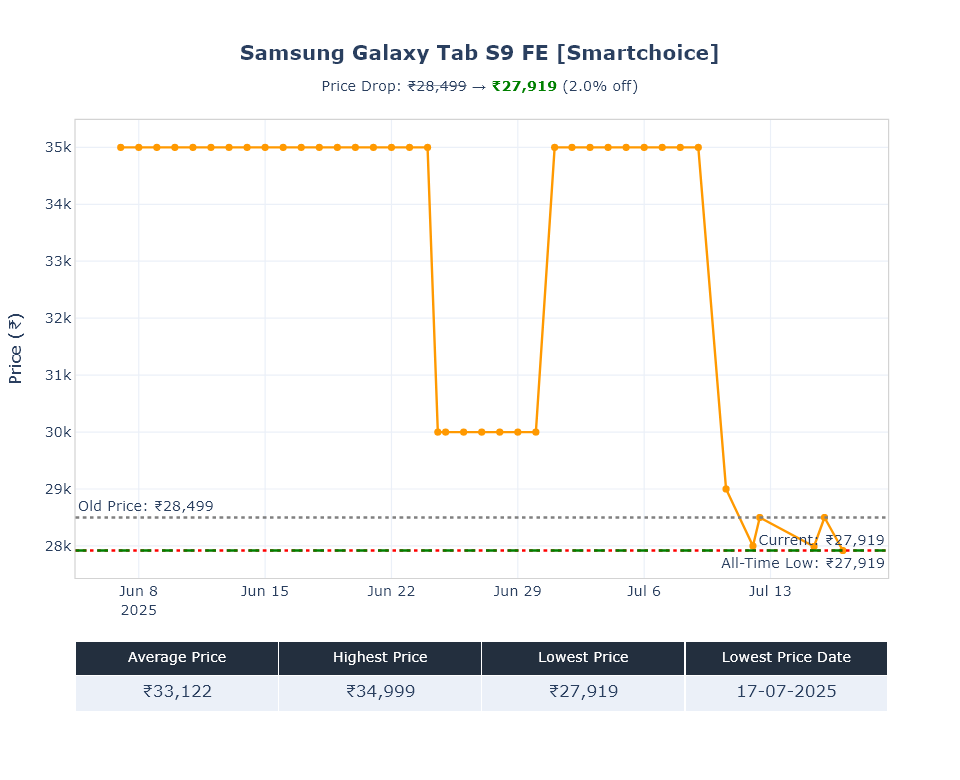 Samsung Galaxy Tab S9 FE [Smartchoice]
Price Drop: ₹28,499 → ₹27,919 (2.0% off)
Price (₹)
35k
34k
33k
32k
31k
30k
29k
28k
Old Price: ₹28,499
Current: ₹27,919
All-Time Low: ₹27,919
Jun 8 Jun 15 Jun 22 Jun 29 Jul 6 Jul 13
2025
Average Price Highest Price Lowest Price Lowest Price Date
₹33,122 ₹34,999 ₹27,919 17-07-2025